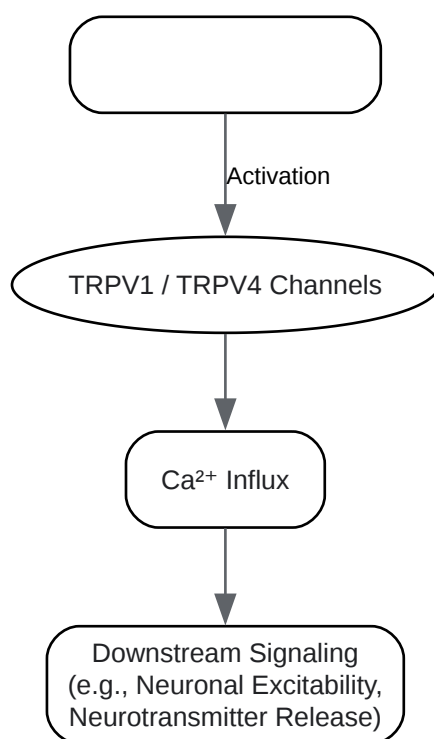 Activation
TRPV1 / TRPV4 Channels
Ca²⁺ Influx
Downstream Signaling
(e.g., Neuronal Excitability,
Neurotransmitter Release)